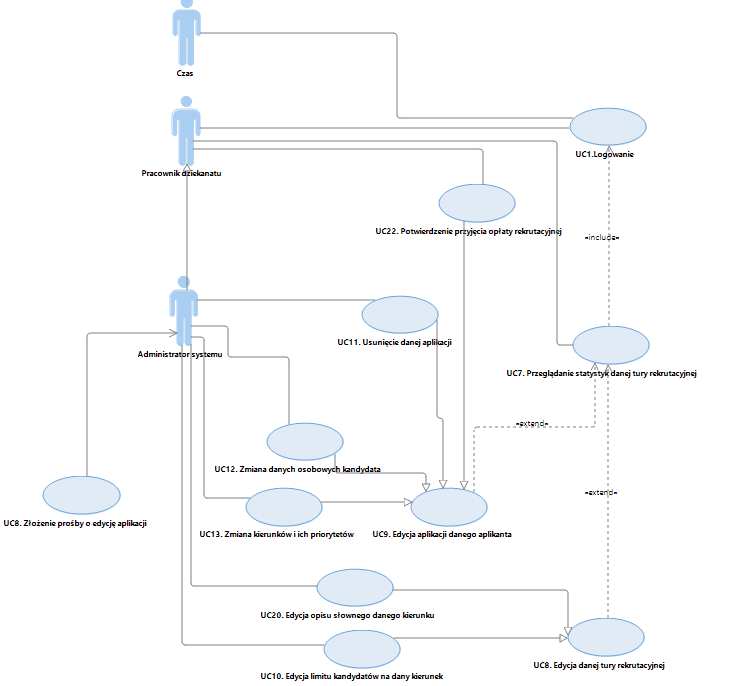 Czas
UC1.Logowanie
Pracownik dziekanatu
UC22. Potwierdzenie przyjęcia opłaty rekrutacyjnej
«include»
UC11. Usunięcie danej aplikacji
Administrator systemu
UC7. Przeglądanie statystyk danej tury rekrutacyjnej
«extend»
UC12. Zmiana danych osobowych kandydata
«extend»
UC8. Złożenie prośby o edycję aplikacji
UC13. Zmiana kierunków i ich priorytetów
UC9. Edycja aplikacji danego aplikanta
UC20. Edycja opisu słownego danego kierunku
UC8. Edycja danej tury rekrutacyjnej
UC10. Edycja limitu kandydatów na dany kierunek